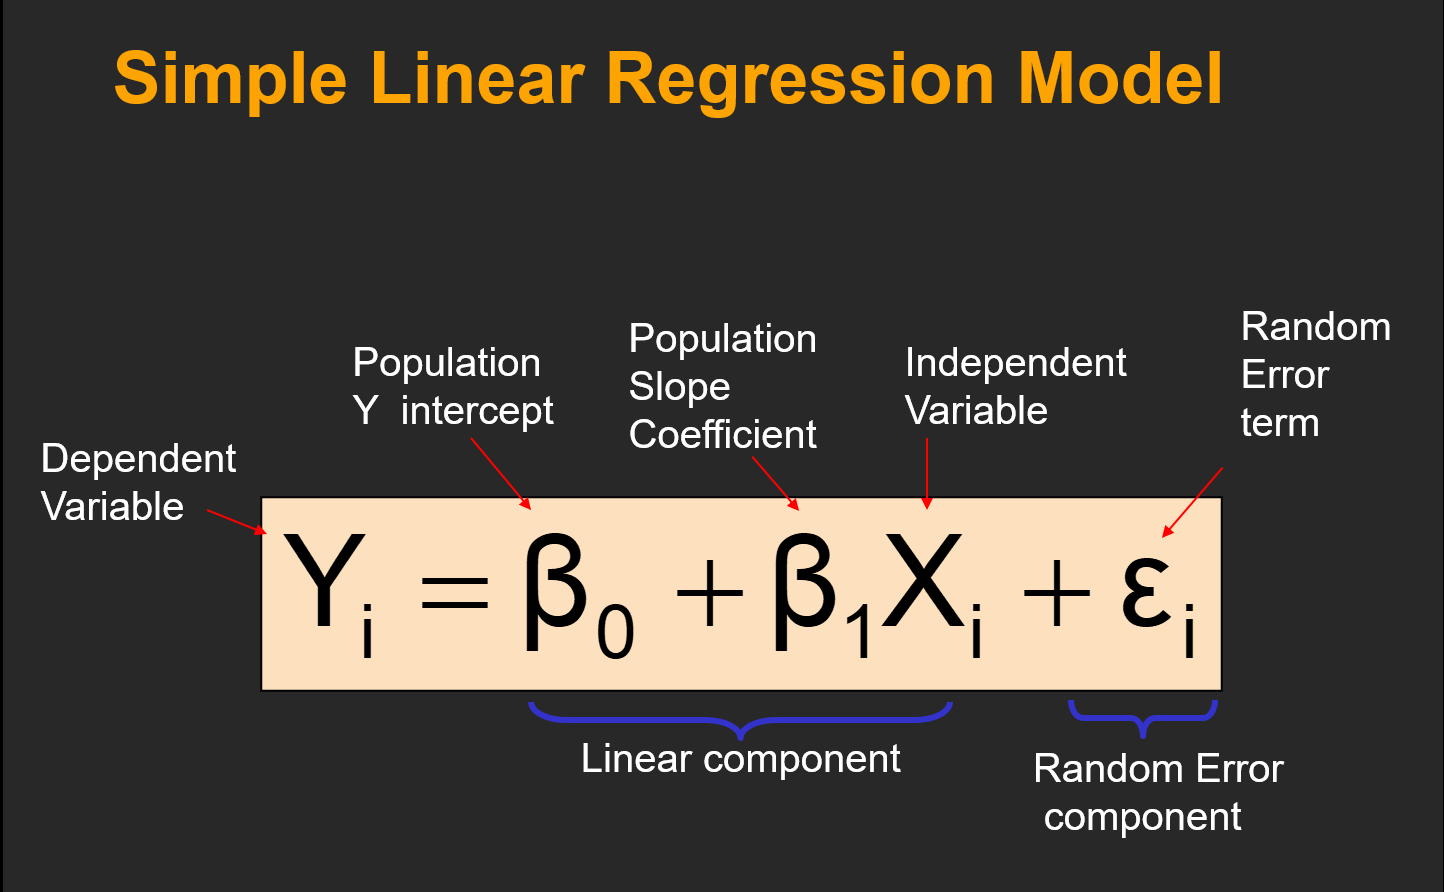 Simple Linear Regression Model
Dependent
Variable
Population
Y intercept
Population
Slope
Coefficient
Independent
Variable
Random
Error
term
Yᵢ = β₀ + β₁Xᵢ + εᵢ
Linear component
Random Error
component